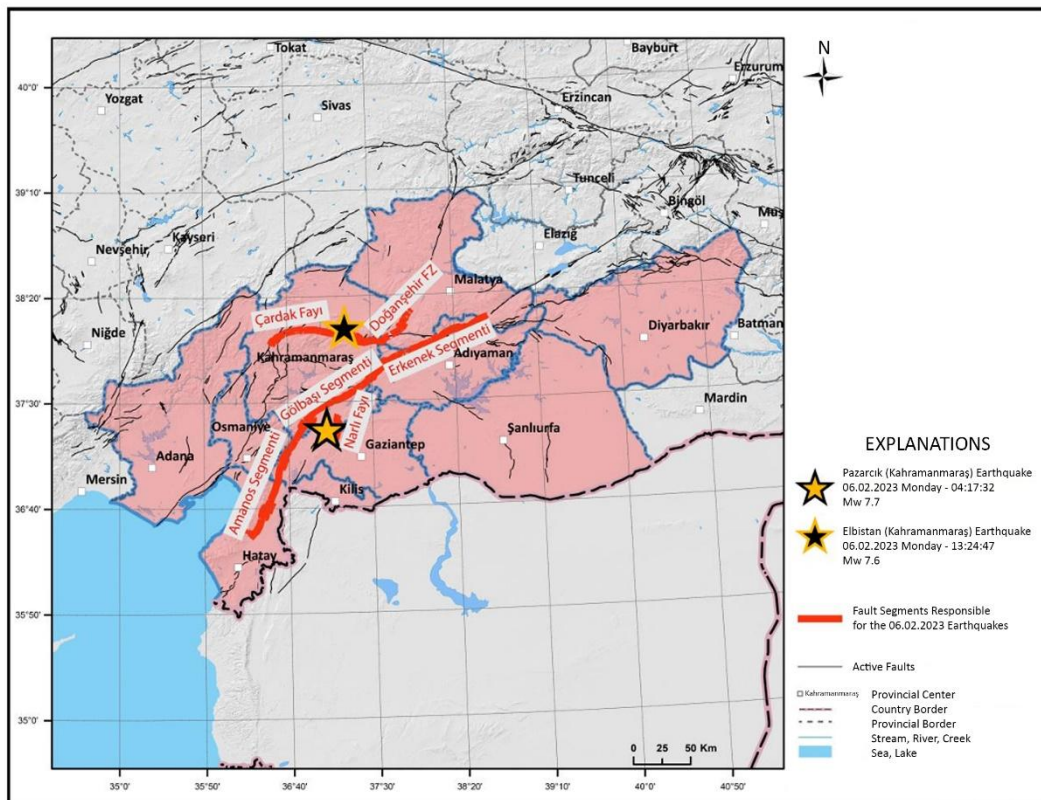 Tokat
Bayburt
N
Erzurum
40°0'
Yozgat
Sivas
Erzincan
39°10'
Tunceli
Bingöl
Muş
Nevşehir
Kayseri
Elazığ
38°20'
Malatya
Çardak Fayı
Doğanşehir FZ
Niğde
Diyarbakır
Batman
Kahramanmaraş
Erkenek Segmenti
Adıyaman
Gölbaşı Segmenti
37°30'
Mardin
Osmaniye
Narlı Fayı
Gaziantep
Şanlıurfa
Adana
Amanos Segmenti
Mersin
Kilis
36°40'
Hatay
35°50'
35°0'
0 25 50 Km
35°0' 35°50' 36°40' 37°30' 38°20' 39°10' 40°0' 40°50'
EXPLANATIONS
Pazarcık (Kahramanmaraş) Earthquake
06.02.2023 Monday - 04:17:32
Mw 7.7
Elbistan (Kahramanmaraş) Earthquake
06.02.2023 Monday - 13:24:47
Mw 7.6
Fault Segments Responsible
for the 06.02.2023 Earthquakes
Active Faults
Kahramanmaraş Provincial Center
Country Border
Provincial Border
Stream, River, Creek
Sea, Lake